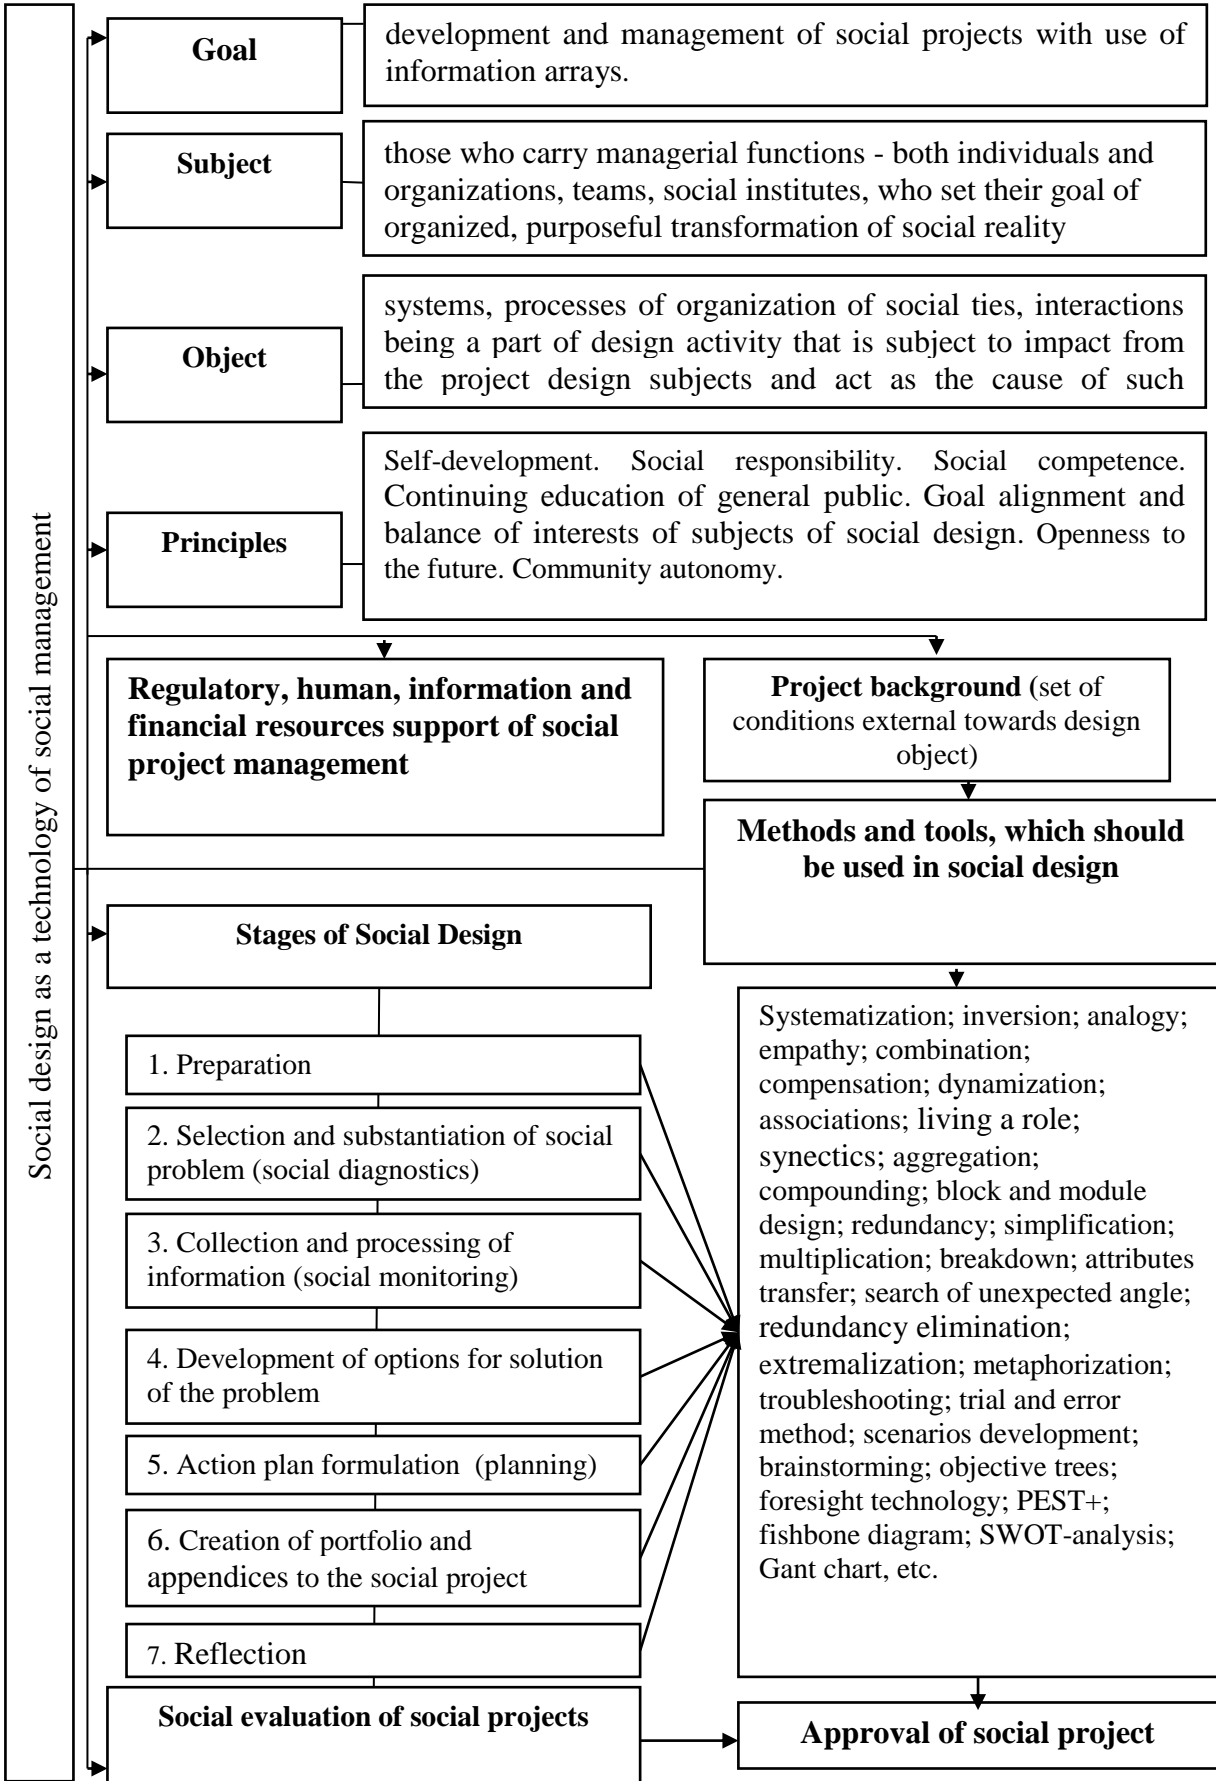 Social design as a technology of social management
Goal
development and management of social projects with use of
information arrays.
Subject
those who carry managerial functions - both individuals and
organizations, teams, social institutes, who set their goal of
organized, purposeful transformation of social reality
Object
systems, processes of organization of social ties, interactions
being a part of design activity that is subject to impact from
the project design subjects and act as the cause of such
Principles
Self-development. Social responsibility. Social competence.
Continuing education of general public. Goal alignment and
balance of interests of subjects of social design. Openness to
the future. Community autonomy.
Regulatory, human, information and
financial resources support of social
project management
Project background (set of
conditions external towards design
object)
Methods and tools, which should
be used in social design
Stages of Social Design
1. Preparation
2. Selection and substantiation of social
problem (social diagnostics)
3. Collection and processing of
information (social monitoring)
4. Development of options for solution
of the problem
5. Action plan formulation (planning)
6. Creation of portfolio and
appendices to the social project
7. Reflection
Systematization; inversion; analogy;
empathy; combination;
compensation; dynamization;
associations; living a role;
synectics; aggregation;
compounding; block and module
design; redundancy; simplification;
multiplication; breakdown; attributes
transfer; search of unexpected angle;
redundancy elimination;
extremalization; metaphorization;
troubleshooting; trial and error
method; scenarios development;
brainstorming; objective trees;
foresight technology; PEST+;
fishbone diagram; SWOT-analysis;
Gant chart, etc.
Social evaluation of social projects
Approval of social project